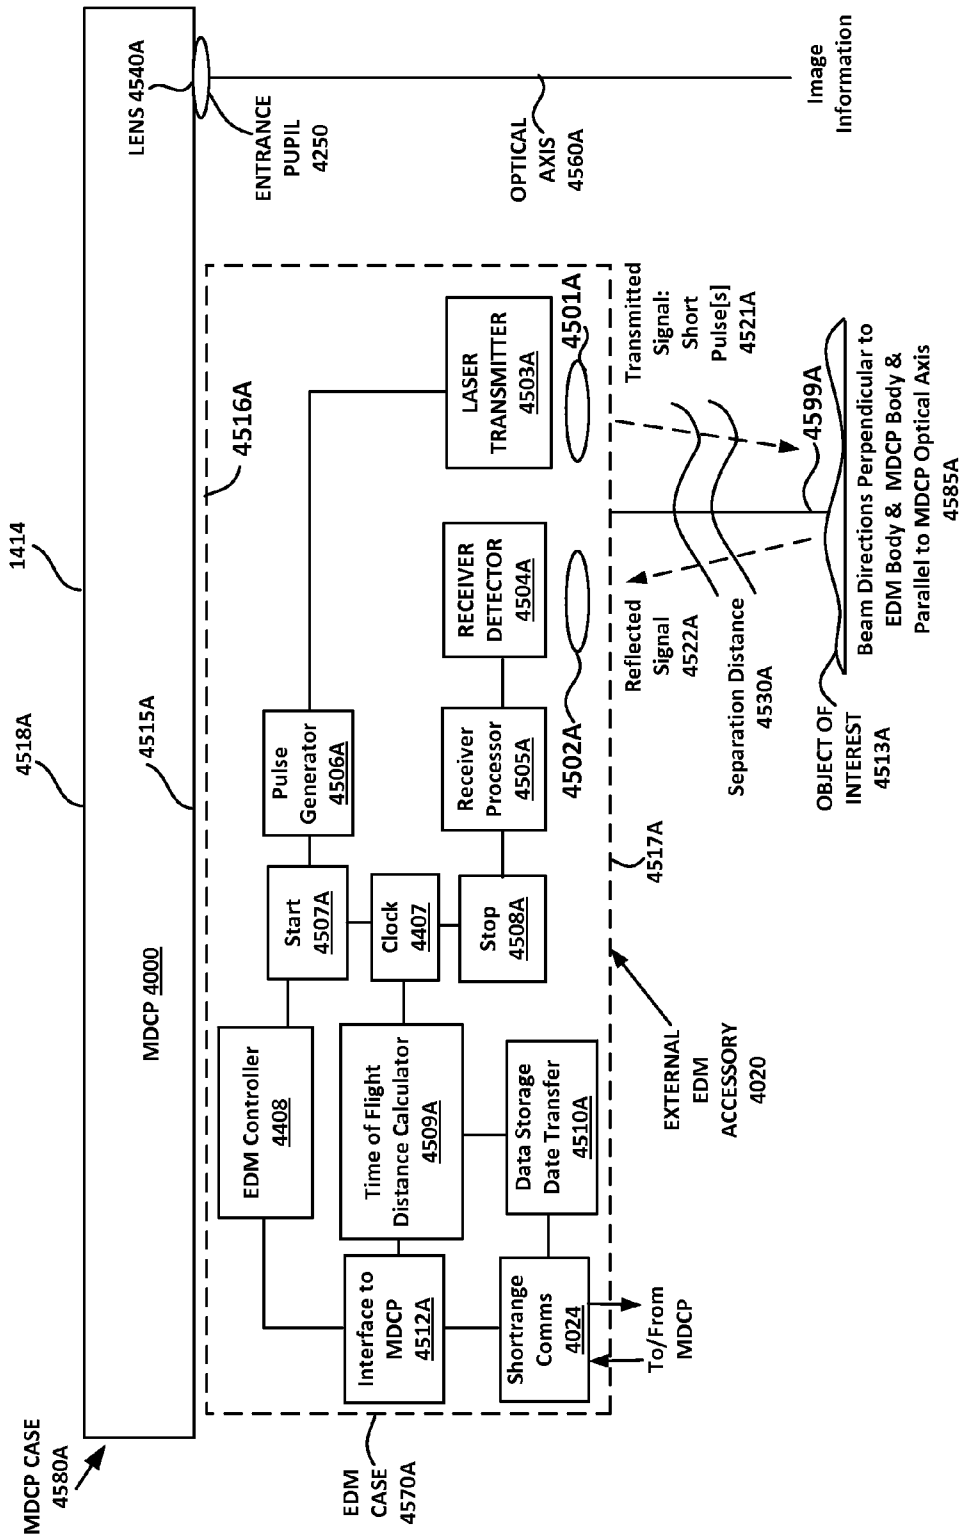 MDCP CASE
4580A
4518A
1414
MDCP 4000
4515A
LENS 4540A
ENTRANCE
PUPIL
4250
4516A
OPTICAL
AXIS
4560A
Image
Information
EDM Controller
4408
Start
4507A
Pulse
Generator
4506A
LASER
TRANSMITTER
4503A
4501A
Interface to
MDCP
4512A
Time of Flight
Distance Calculator
4509A
Clock
4407
Stop
4508A
Receiver
Processor
4505A
RECEIVER
DETECTOR
4504A
4502A
Shortrange
Comms
4024
Data Storage
Date Transfer
4510A
EDM
CASE
4570A
To/From
MDCP
EXTERNAL
EDM
ACCESSORY
4020
4517A
Reflected
Signal
4522A
Transmitted
Signal:
Short
Pulse[s]
4521A
Separation Distance
4530A
4599A
OBJECT OF
INTEREST
4513A
Beam Directions Perpendicular to
EDM Body & MDCP Body &
Parallel to MDCP Optical Axis
4585A